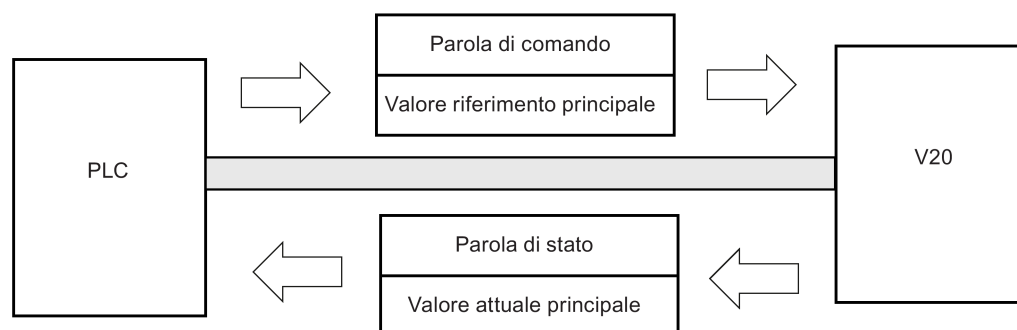 Parola di comando
Valore riferimento principale
PLC
V20
Parola di stato
Valore attuale principale